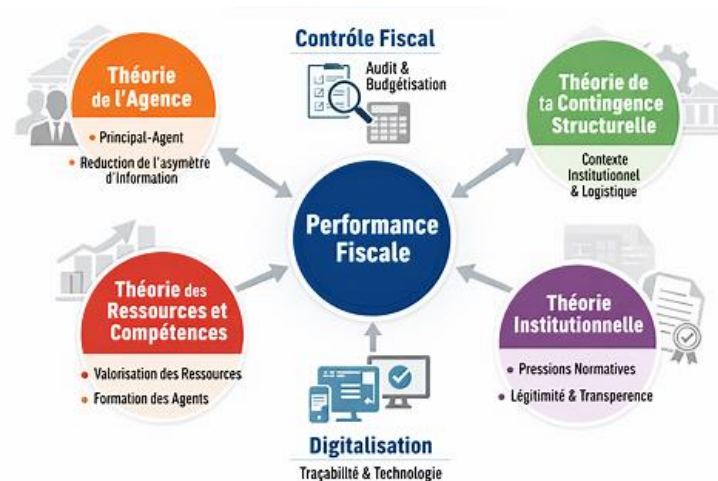 Contróle Fiscal
Audit &
Budgétisation
Théorie
de l'Agence
• Principal-Agent
• Reduction de l'asymètre
d'Information
Théorie de
ta Contingence
Structurelle
Contexte
Institutionnel
& Logistique
Performance
Fiscale
Théorie des
Ressources et
Compétences
• Valorisation des Ressources
• Formation des Agents
Théorie
Institutionnelle
• Pressions Normatives
• Légitimité & Transperence
Digitalisation
Traçabilté & Technologie